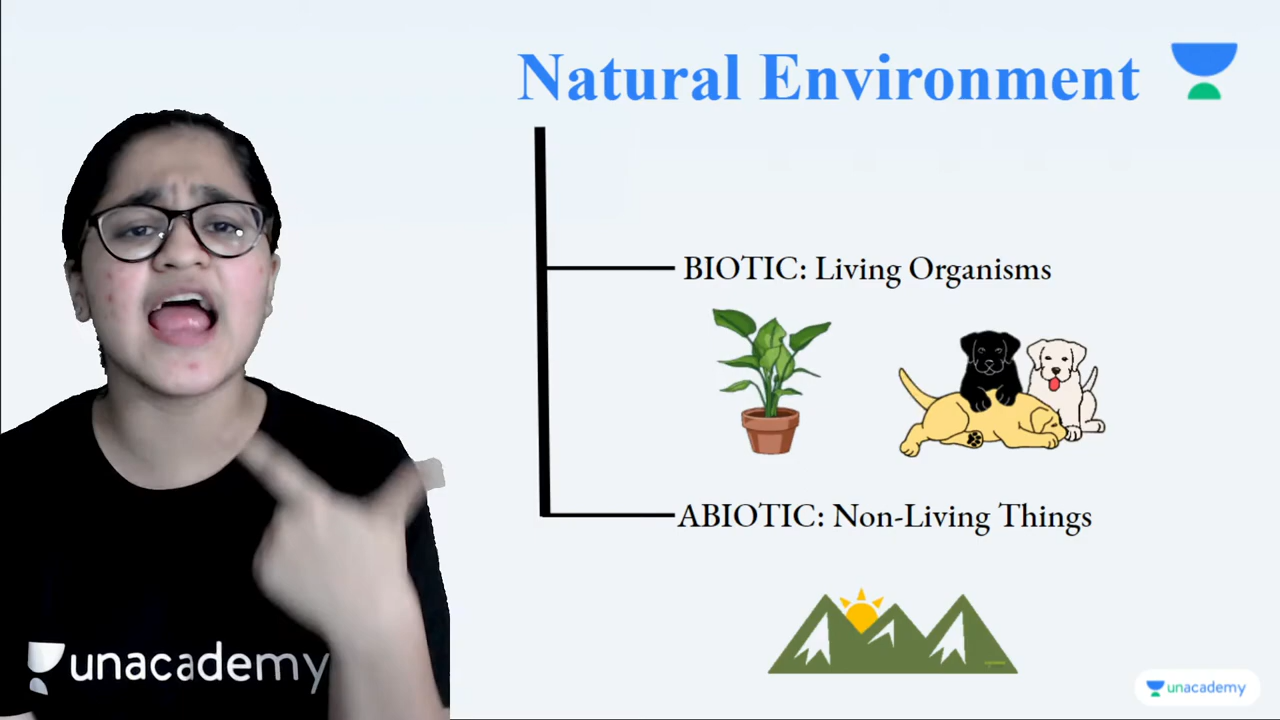 Natural Environment
BIOTIC: Living Organisms
ABIOTIC: Non-Living Things
unacademy
unacademy